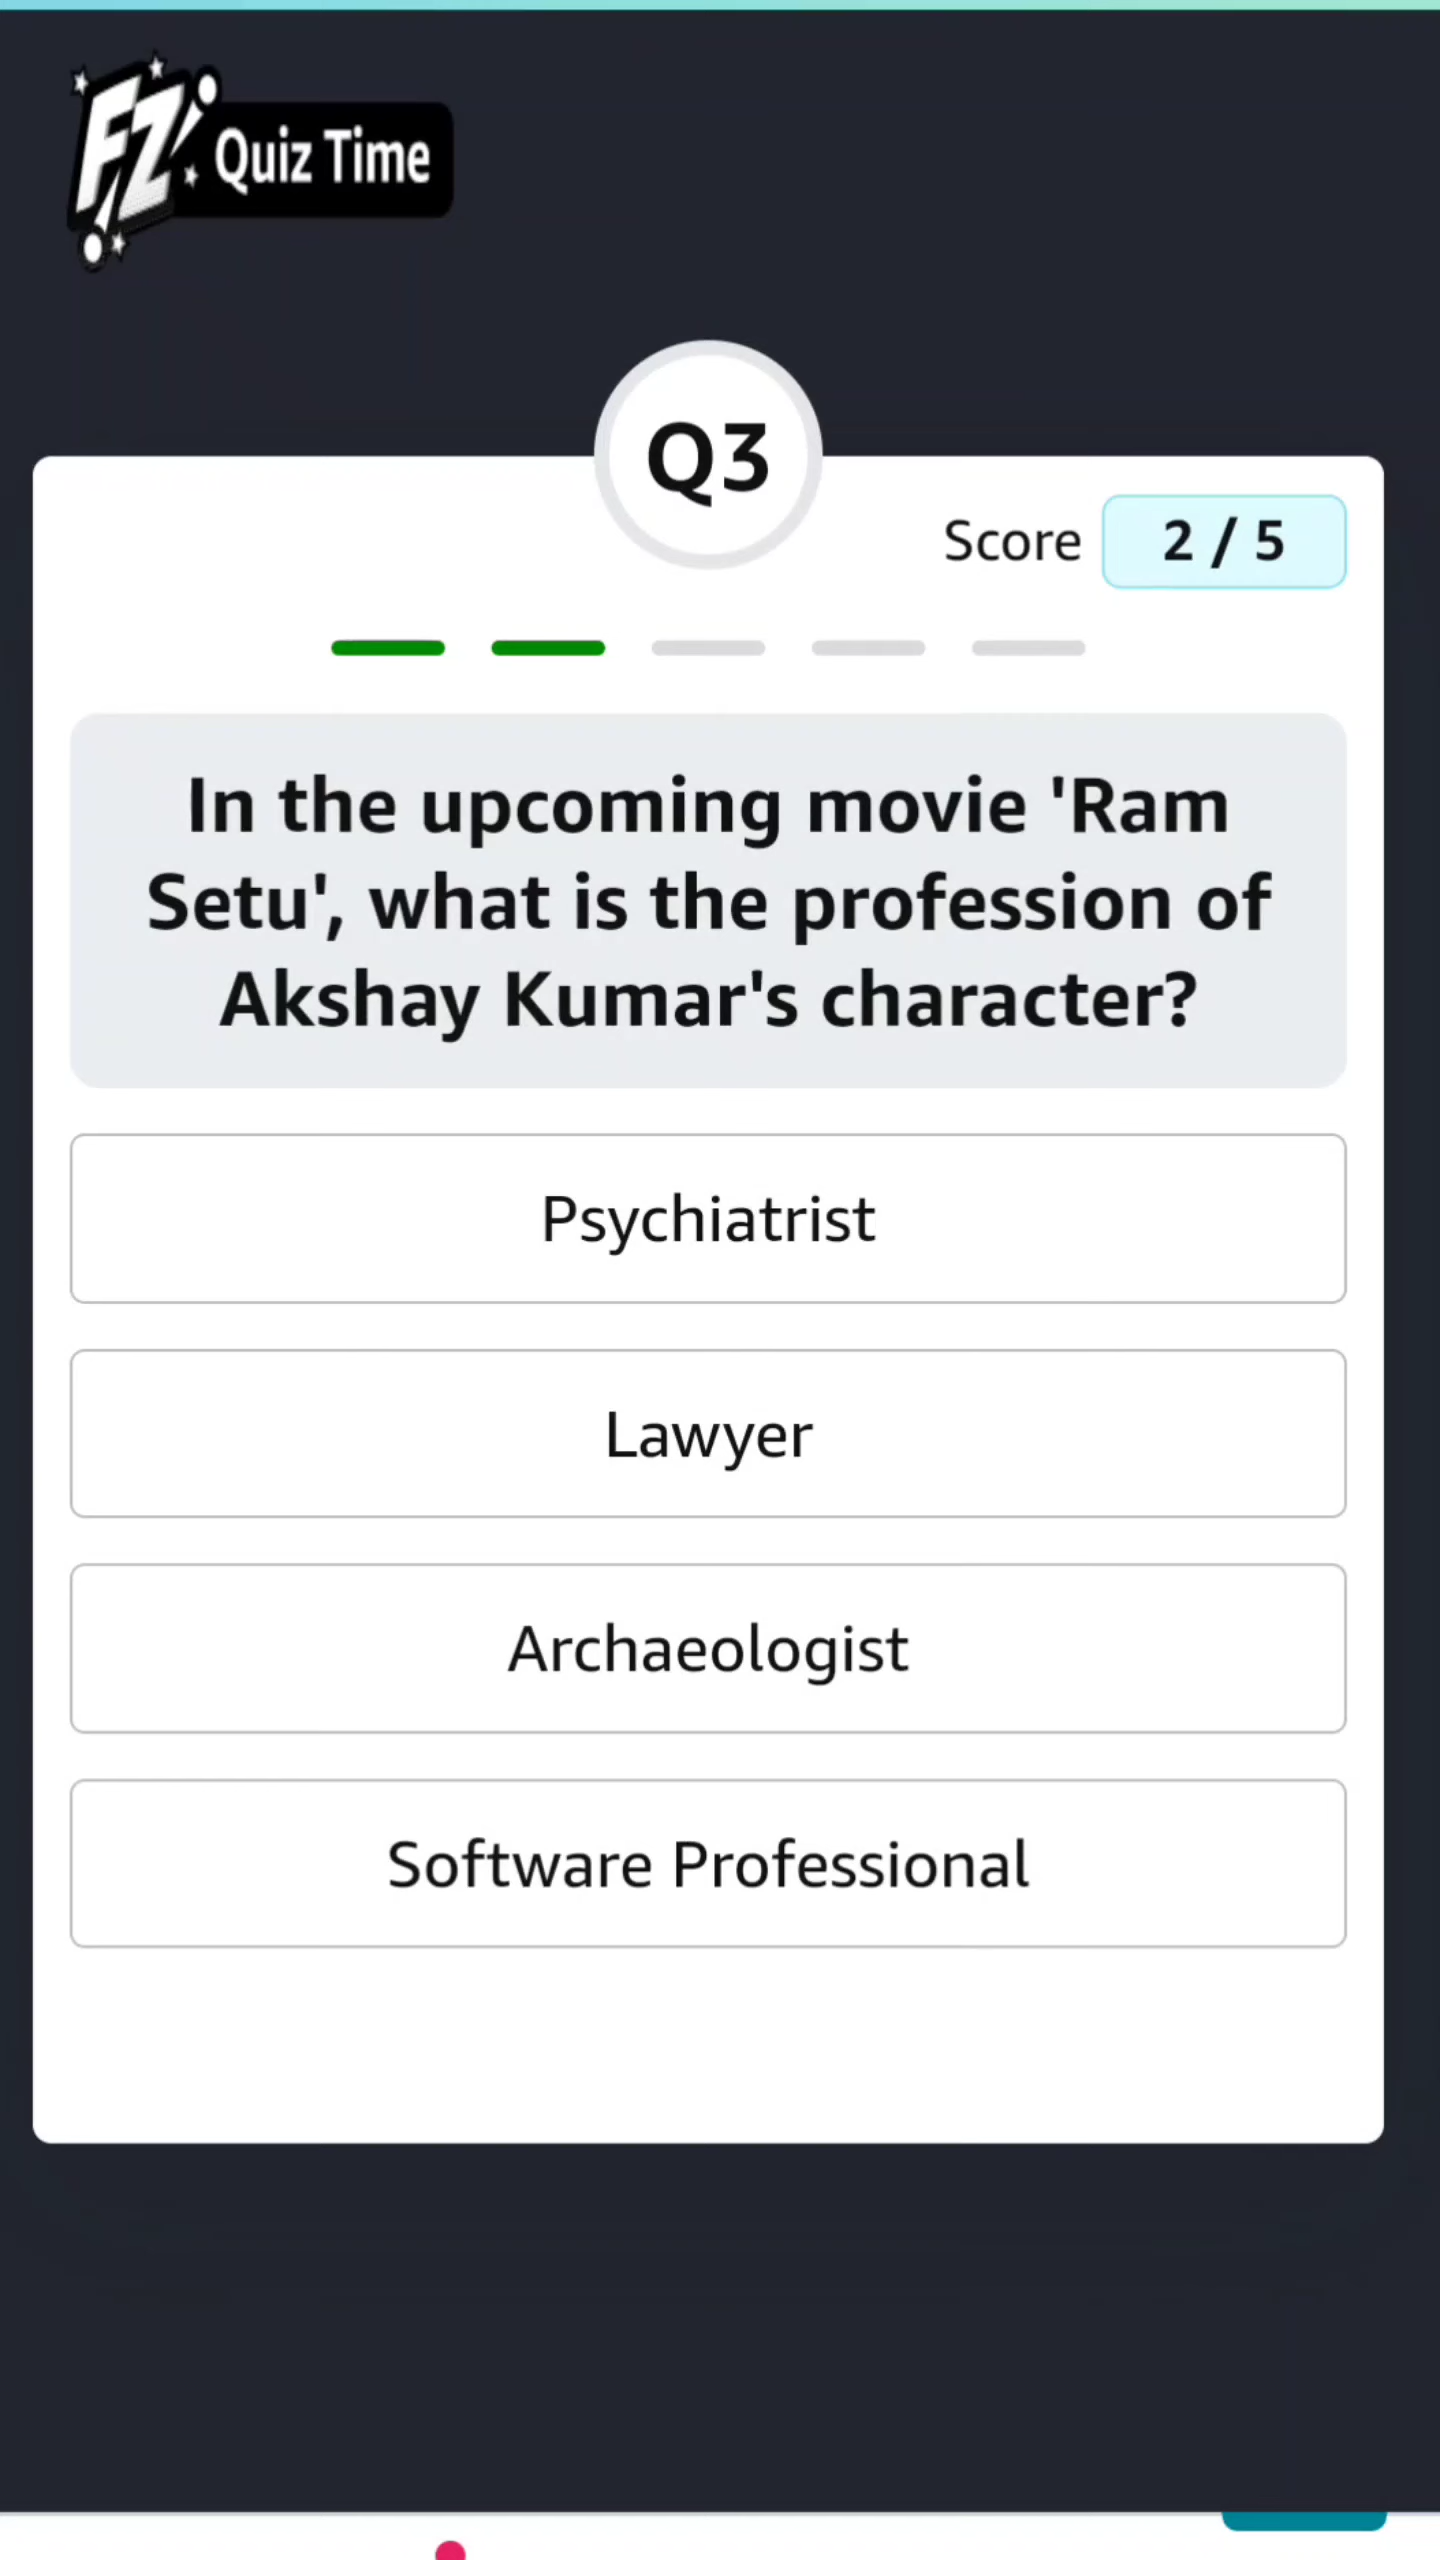 FZ Quiz Time
Q3
Score 2 / 5
In the upcoming movie 'Ram
Setu', what is the profession of
Akshay Kumar's character?
Psychiatrist
Lawyer
Archaeologist
Software Professional